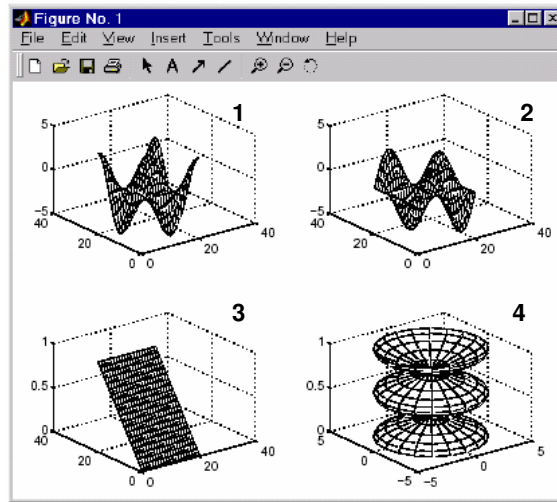 Figure No. 1
File Edit View Insert Tools Window Help
A
1 2
5 5
0 0
-5 -5
40 40
20 20
0 0 20 40 0 0 20 40
3 4
1 1
0.5 0.5
0 0
40 5
20 0
0 0 20 40 -5 -5 0 5